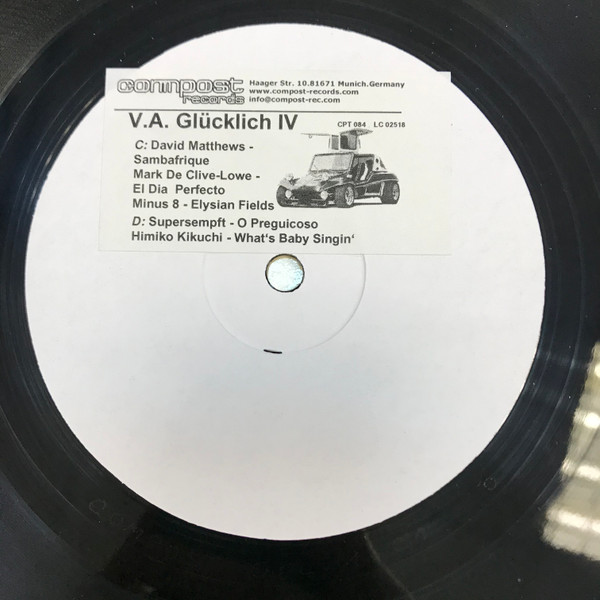 compost records
Haager Str. 10.81671 Munich.Germany
www.compost-records.com
info@compost-rec.com
V.A. Glücklich IV
CPT 084 LC 02518
C: David Matthews -
Sambafrique
Mark De Clive-Lowe -
El Dia Perfecto
Minus 8 - Elysian Fields
D: Supersempft - O Preguicoso
Himiko Kikuchi - What's Baby Singin'